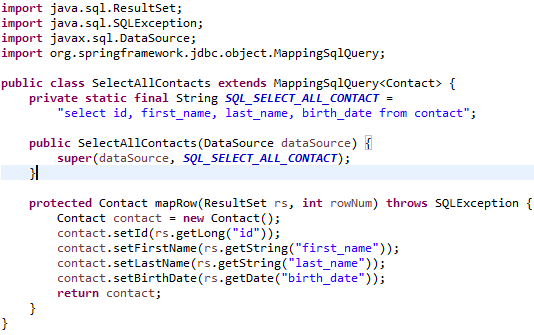 import java.sql.ResultSet;
import java.sql.SQLException;
import javax.sql.DataSource;
import org.springframework.jdbc.object.MappingSqlQuery;

public class SelectAllContacts extends MappingSqlQuery<Contact> {
    private static final String SQL_SELECT_ALL_CONTACT =
        "select id, first_name, last_name, birth_date from contact";

    public SelectAllContacts(DataSource dataSource) {
        super(dataSource, SQL_SELECT_ALL_CONTACT);
    }

    protected Contact mapRow(ResultSet rs, int rowNum) throws SQLException {
        Contact contact = new Contact();
        contact.setId(rs.getLong("id"));
        contact.setFirstName(rs.getString("first_name"));
        contact.setLastName(rs.getString("last_name"));
        contact.setBirthDate(rs.getDate("birth_date"));
        return contact;
    }
}